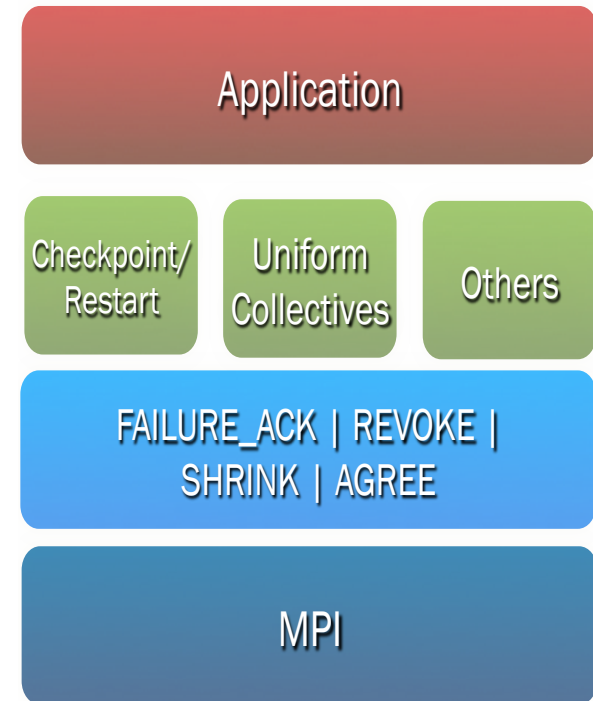 Application
Checkpoint/
Restart
Uniform
Collectives
Others
FAILURE_ACK | REVOKE |
SHRINK | AGREE
MPI